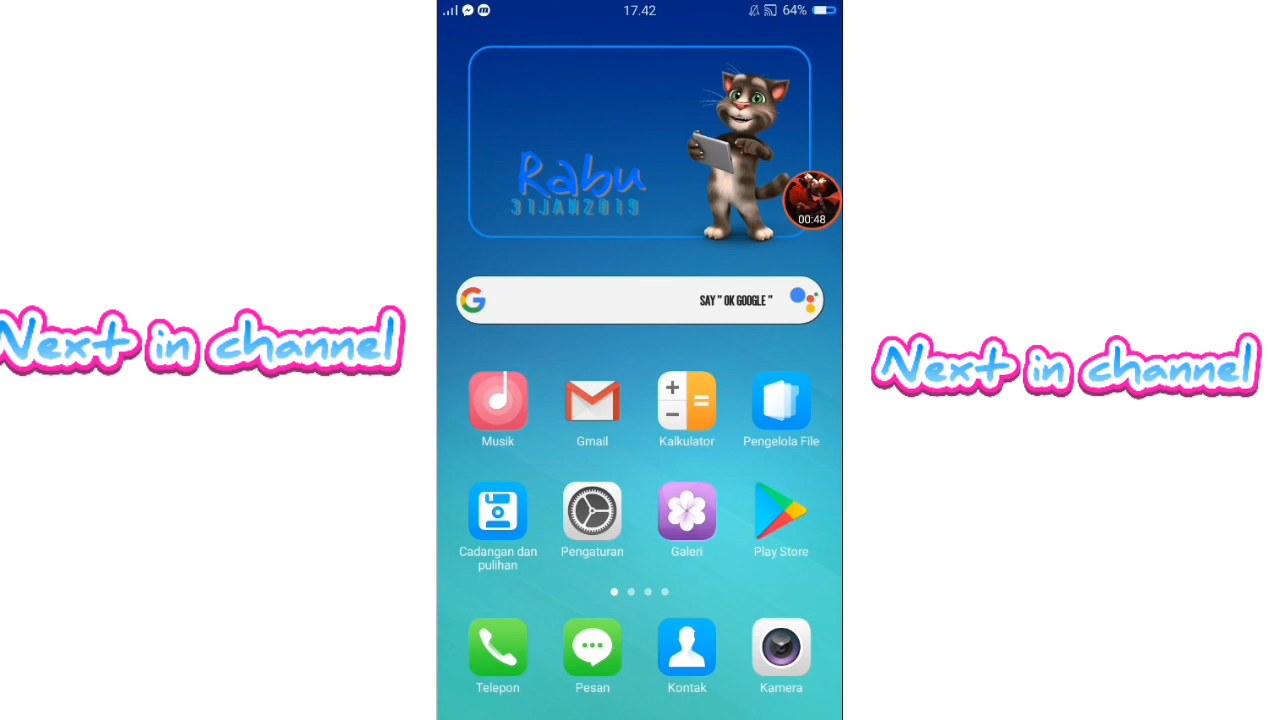 17.42
64%
Rabu
31JAN2019
00:48
SAY " OK GOOGLE "
Next in channel
Next in channel
Musik
Gmail
Kalkulator
Pengelola File
Cadangan dan
pulihan
Pengaturan
Galeri
Play Store
Telepon
Pesan
Kontak
Kamera